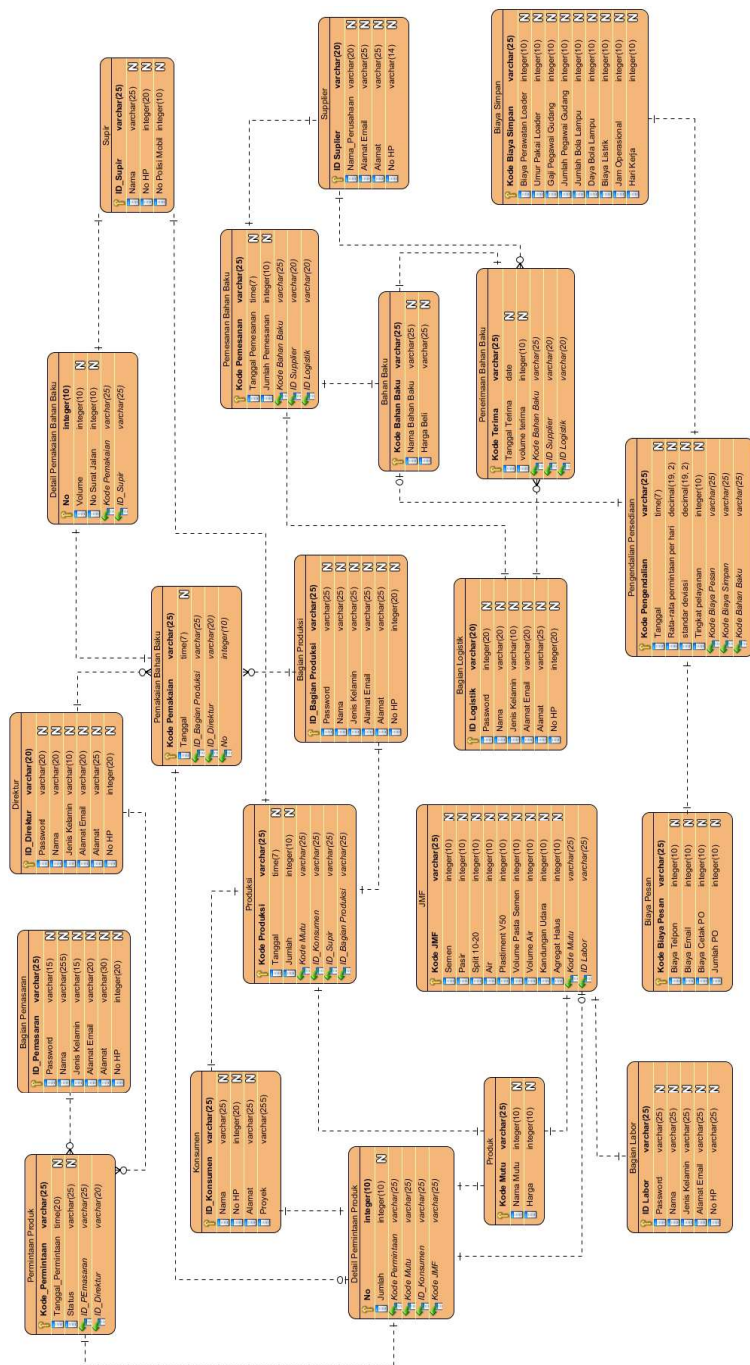 Permintaan Produk
Kode_Permintaan varchar(25)
Tanggal_Permintaan time(20) N
Status varchar(25) N
ID_PEmasaran varchar(25)
ID_Direktur varchar(20)
Bagian Pemasaran
ID_Pemasaran varchar(25)
Password varchar(15) N
Nama varchar(255) N
Jenis Kelamin varchar(15) N
Alamat Email varchar(20) N
Alamat varchar(30) N
No HP integer(20) N
Direktur
ID_Direkur varchar(20)
Password varchar(20) N
Nama varchar(20) N
Jenis Kelamin varchar(10) N
Alamat Email varchar(20) N
Alamat varchar(25) N
No HP integer(20) N
Detail Pemakaian Bahan Baku
No integer(10)
Volume integer(10) N
No Surat Jalan integer(10) N
Kode Pemakaian varchar(25)
ID_Supir varchar(25)
Supir
ID_Supir varchar(25)
Nama varchar(25) N
No HP integer(20) N
No Polisi Mobil integer(10) N
Konsumen
ID_Konsumen varchar(25)
Nama varchar(25) N
No HP integer(20) N
Alamat varchar(25) N
Proyek varchar(255) N
Produksi
Kode Produksi varchar(25)
Tanggal time(7) N
Jumlah integer(10) N
Kode Mutu varchar(25)
ID_Konsumen varchar(25)
ID_Supir varchar(25)
ID_Bagian Produksi varchar(25)
Pemakaian Bahan Baku
Kode Pemakaian varchar(25)
Tanggal time(7) N
ID_Bagian Produksi varchar(25)
ID_Direktur varchar(20)
No integer(10)
Pemesanan Bahan Baku
Kode Pemesanan varchar(25)
Tanggal Pemesanan time(7) N
Jumlah Pemesanan integer(10) N
Kode Bahan Baku varchar(25)
ID Supplier varchar(20)
ID Logistik varchar(20)
Supplier
ID Suplier varchar(20)
Nama_Perusahaan varchar(20) N
Alamat Email varchar(25) N
Alamat varchar(25) N
No HP varchar(14) N
Detail Permintaan Produk
No integer(10)
Jumlah integer(10) N
Kode Permintaan varchar(25)
Kode Mutu varchar(25)
ID_Konsumen varchar(25)
Kode JMF varchar(25)
Bagian Produksi
ID_Bagian Produksi varchar(25)
Password varchar(25) N
Nama varchar(25) N
Jenis Kelamin varchar(25) N
Alamat Email varchar(25) N
Alamat varchar(25) N
No HP integer(20) N
Bahan Baku
Kode Bahan Baku varchar(25)
Nama Bahan Baku varchar(25) N
Harga Beli varchar(25) N
Produk
Kode Mutu varchar(25)
Nama Mutu integer(10) N
Harga integer(10) N
JMF
Kode JMF varchar(25)
Semen integer(10) N
Pasir integer(10) N
Split 10-20 integer(10) N
Air integer(10) N
Plastiment V50 integer(10) N
Volume Pasta Semen integer(10) N
Volume Air integer(10) N
Kandungan Udara integer(10) N
Agregat Halus integer(10) N
Kode Mutu varchar(25)
ID Labor varchar(25)
Bagian Logistik
ID Logistik varchar(20)
Password integer(20) N
Nama varchar(20) N
Jenis Kelamin varchar(10) N
Alamat Email varchar(20) N
Alamat varchar(25) N
No HP integer(20) N
Penerimaan Bahan Baku
Kode Terima varchar(25)
Tanggal Terima date N
volume terima integer(10) N
Kode Bahan Baku varchar(25)
ID Supplier varchar(20)
ID Logistik varchar(20)
Biaya Simpan
Kode Biaya Simpan varchar(25)
Biaya Perawatan Loader integer(10) N
Umur Pakai Loader integer(10) N
Gaji Pegawai Gudang integer(10) N
Jumlah Pegawai Gudang integer(10) N
Jumlah Bola Lampu integer(10) N
Daya Bola Lampu integer(10) N
Biaya Listrik integer(10) N
Jam Operasional integer(10) N
Hari Kerja integer(10) N
Bagian Labor
ID Labor varchar(25)
Password varchar(25) N
Nama varchar(25) N
Jenis Kelamin varchar(25) N
Alamat Email varchar(25) N
No HP varchar(25) N
Biaya Pesan
Kode Biaya Pesan varchar(25)
Biaya Telpon integer(10) N
Biaya Email integer(10) N
Biaya Cetak PO integer(10) N
Jumlah PO integer(10) N
Pengendalian Persediaan
Kode Pengendalian varchar(25)
Tanggal time(7) N
Rata-rata permintaan per hari decimal(19, 2) N
standar deviasi decimal(19, 2) N
Tingkat pelayanan integer(10) N
Kode Biaya Pesan varchar(25)
Kode Biaya Simpan varchar(25)
Kode Bahan Baku varchar(25)